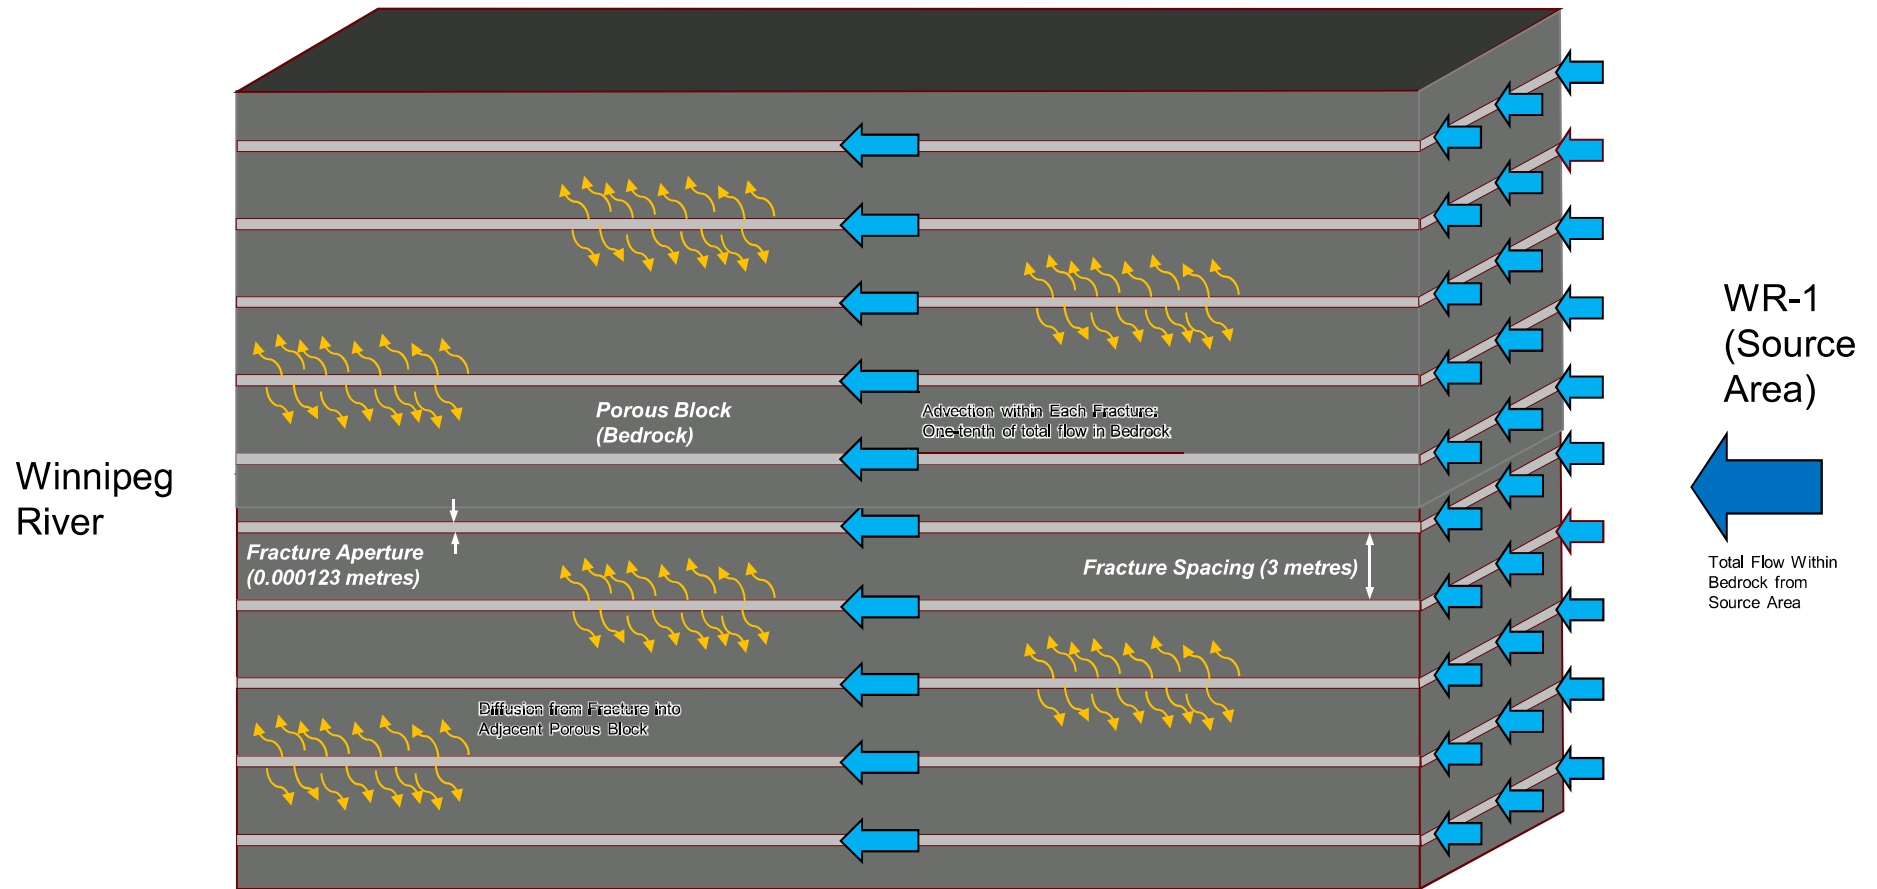 WR-1
(Source
Area)
Porous Block
(Bedrock)
Advection within Each Fracture:
One-tenth of total flow in Bedrock
Winnipeg
River
Fracture Aperture
(0.000123 metres)
Fracture Spacing (3 metres)
Total Flow Within
Bedrock from
Source Area
Diffusion from Fracture into
Adjacent Porous Block